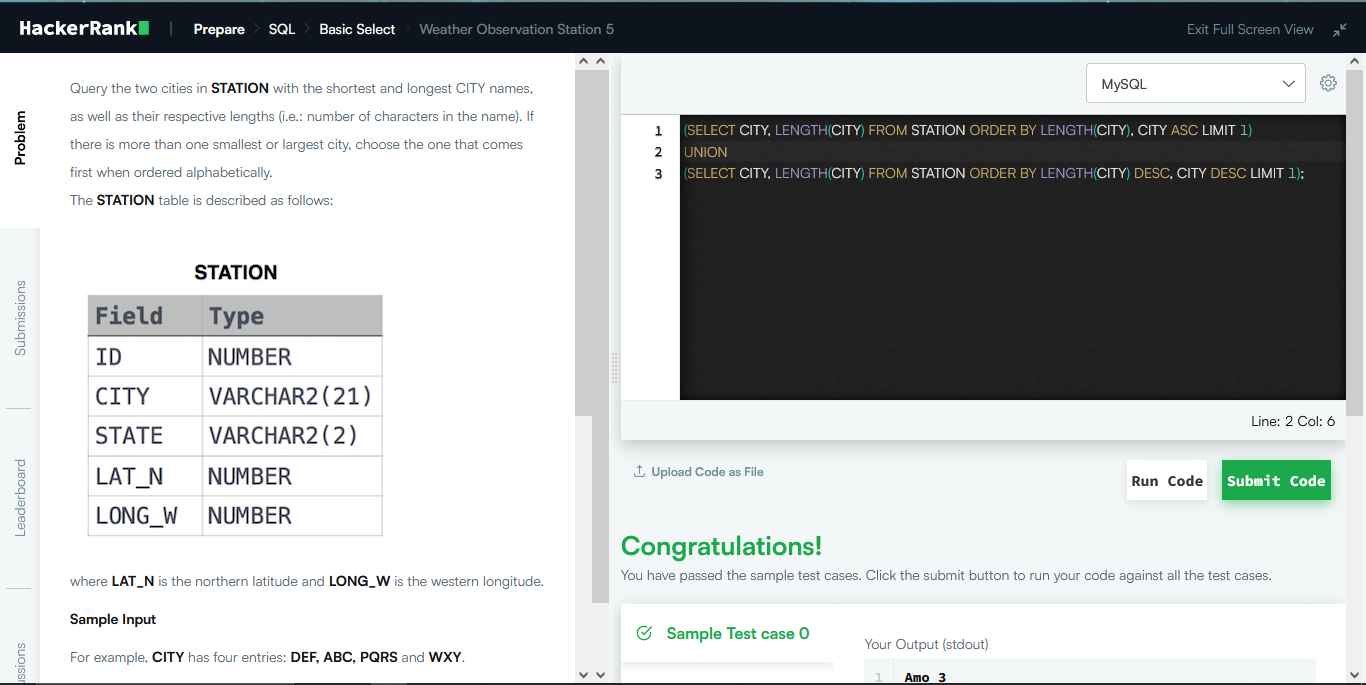 HackerRank | Prepare > SQL > Basic Select > Weather Observation Station 5 Exit Full Screen View
Problem
Submissions
Leaderboard
Query the two cities in STATION with the shortest and longest CITY names,
as well as their respective lengths (i.e.: number of characters in the name). If
there is more than one smallest or largest city, choose the one that comes
first when ordered alphabetically.
The STATION table is described as follows:
STATION
Field Type
ID NUMBER
CITY VARCHAR2(21)
STATE VARCHAR2(2)
LAT_N NUMBER
LONG_W NUMBER
where LAT_N is the northern latitude and LONG_W is the western longitude.
Sample Input
For example, CITY has four entries: DEF, ABC, PQRS and WXY.
MySQL
1 (SELECT CITY, LENGTH(CITY) FROM STATION ORDER BY LENGTH(CITY), CITY ASC LIMIT 1)
2 UNION
3 (SELECT CITY, LENGTH(CITY) FROM STATION ORDER BY LENGTH(CITY) DESC, CITY DESC LIMIT 1);
Line: 2 Col: 6
Upload Code as File
Run Code
Submit Code
Congratulations!
You have passed the sample test cases. Click the submit button to run your code against all the test cases.
Sample Test case 0
Your Output (stdout)
1 Amo 3